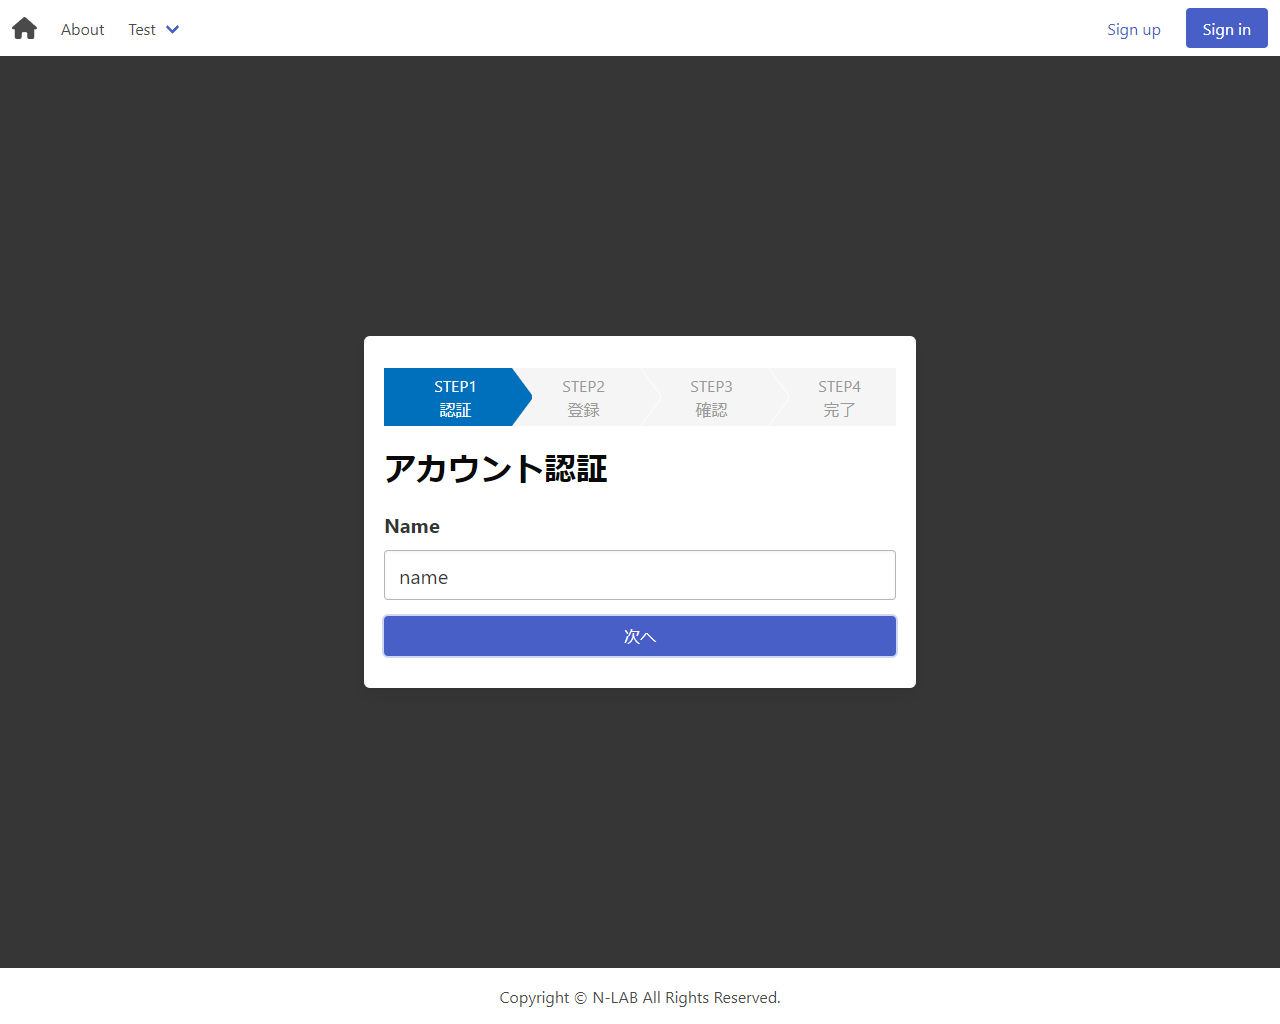 About Test Sign up Sign in
STEP1 STEP2 STEP3 STEP4
認証 登録 確認 完了
アカウント認証
Name
name
次へ
Copyright © N-LAB All Rights Reserved.